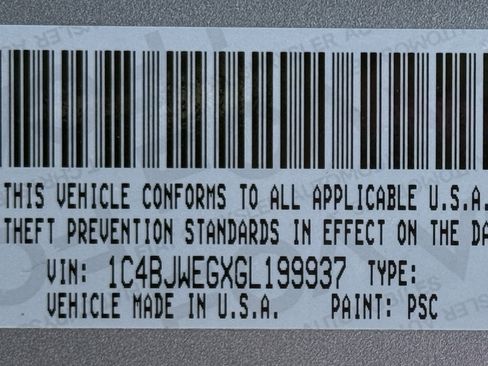 THIS VEHICLE CONFORMS TO ALL APPLICABLE U.S.A.
THEFT PREVENTION STANDARDS IN EFFECT ON THE DA
VIN: 1C4BJWEGXGL199937 TYPE:
VEHICLE MADE IN U.S.A. PAINT: PSC